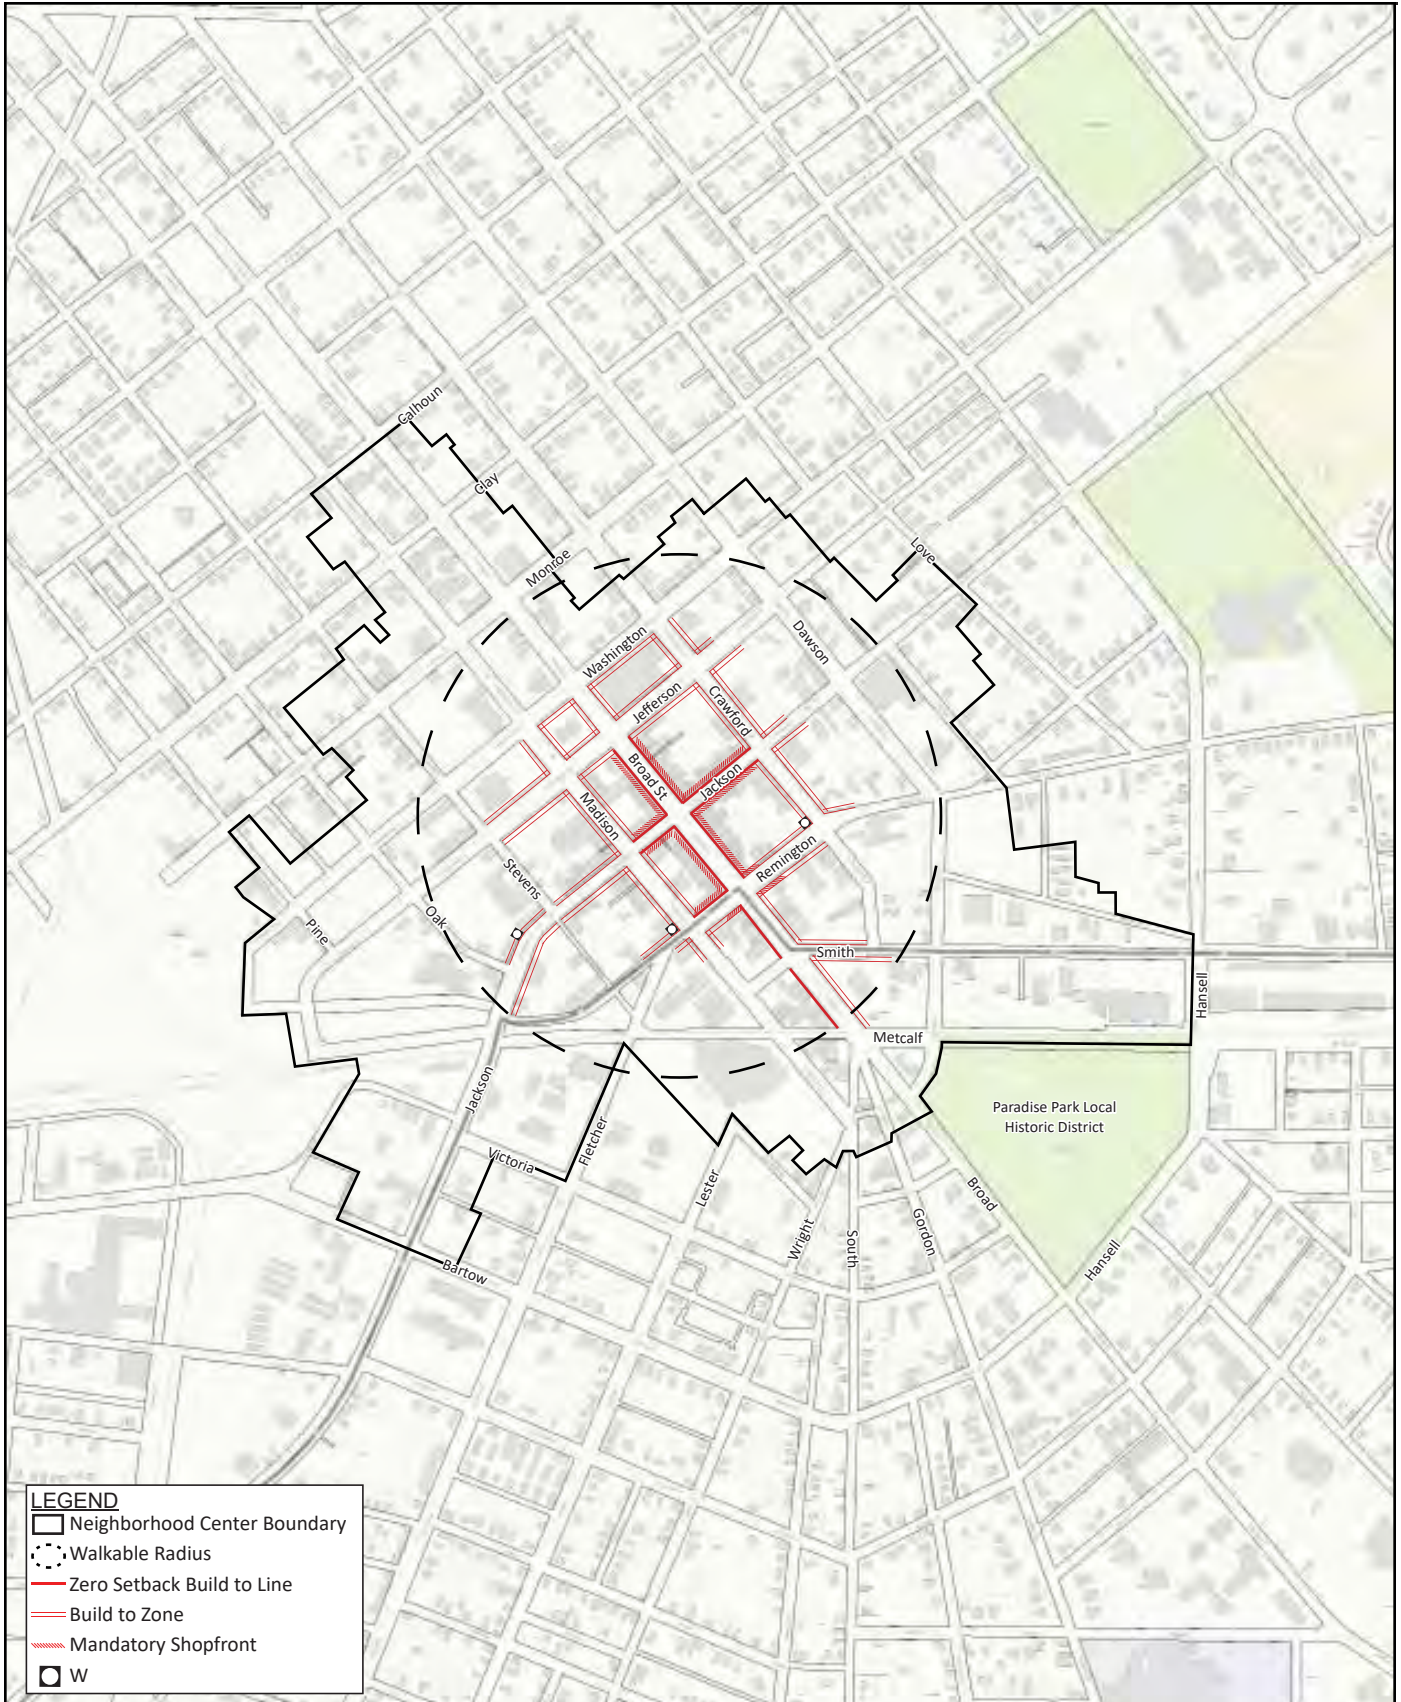 Calhoun
Clay
Monroe
Love
Washington
Dawson
Jefferson
Crawford
Broad St
Jackson
Madison
Remington
Stevens
Oak
Pine
Smith
Hansell
Metcalf
Jackson
Paradise Park Local
Historic District
Fletcher
Victoria
Lester
Broad
Wright
South
Gordon
Hansell
Bartow
LEGEND
Neighborhood Center Boundary
Walkable Radius
Zero Setback Build to Line
Build to Zone
Mandatory Shopfront
W